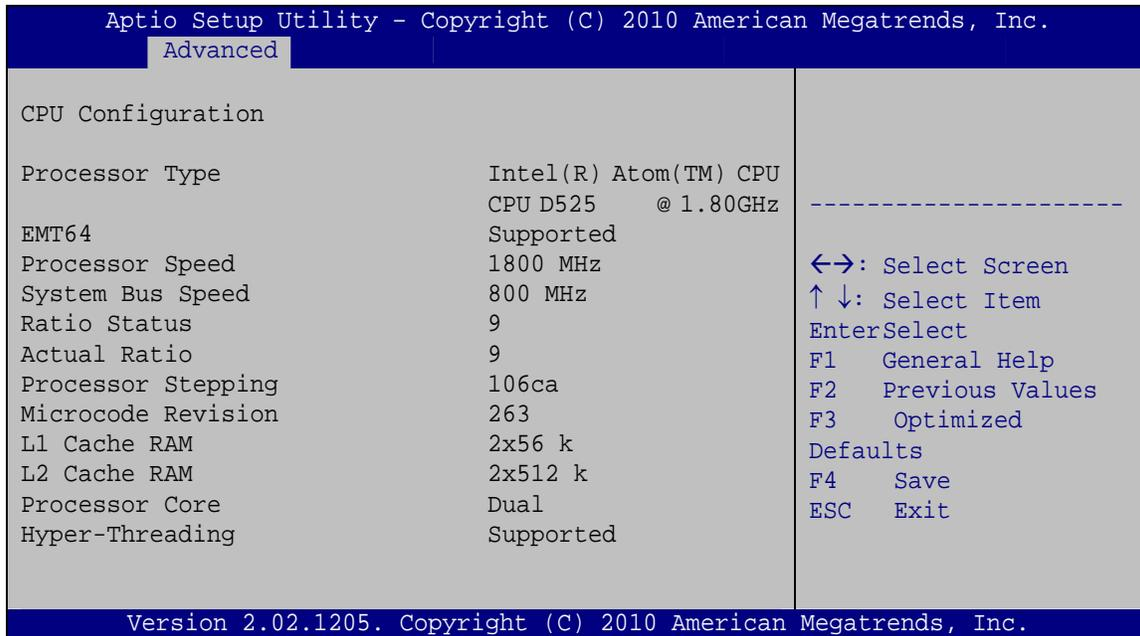 Aptio Setup Utility – Copyright (C) 2010 American Megatrends, Inc.
Advanced
CPU Configuration
Processor Type Intel(R) Atom(TM) CPU
CPU D525 @ 1.80GHz
EMT64 Supported
Processor Speed 1800 MHz
System Bus Speed 800 MHz
Ratio Status 9
Actual Ratio 9
Processor Stepping 106ca
Microcode Revision 263
L1 Cache RAM 2x56 k
L2 Cache RAM 2x512 k
Processor Core Dual
Hyper-Threading Supported
----------------------
←→: Select Screen
↑ ↓: Select Item
EnterSelect
F1 General Help
F2 Previous Values
F3 Optimized
Defaults
F4 Save
ESC Exit
Version 2.02.1205. Copyright (C) 2010 American Megatrends, Inc.